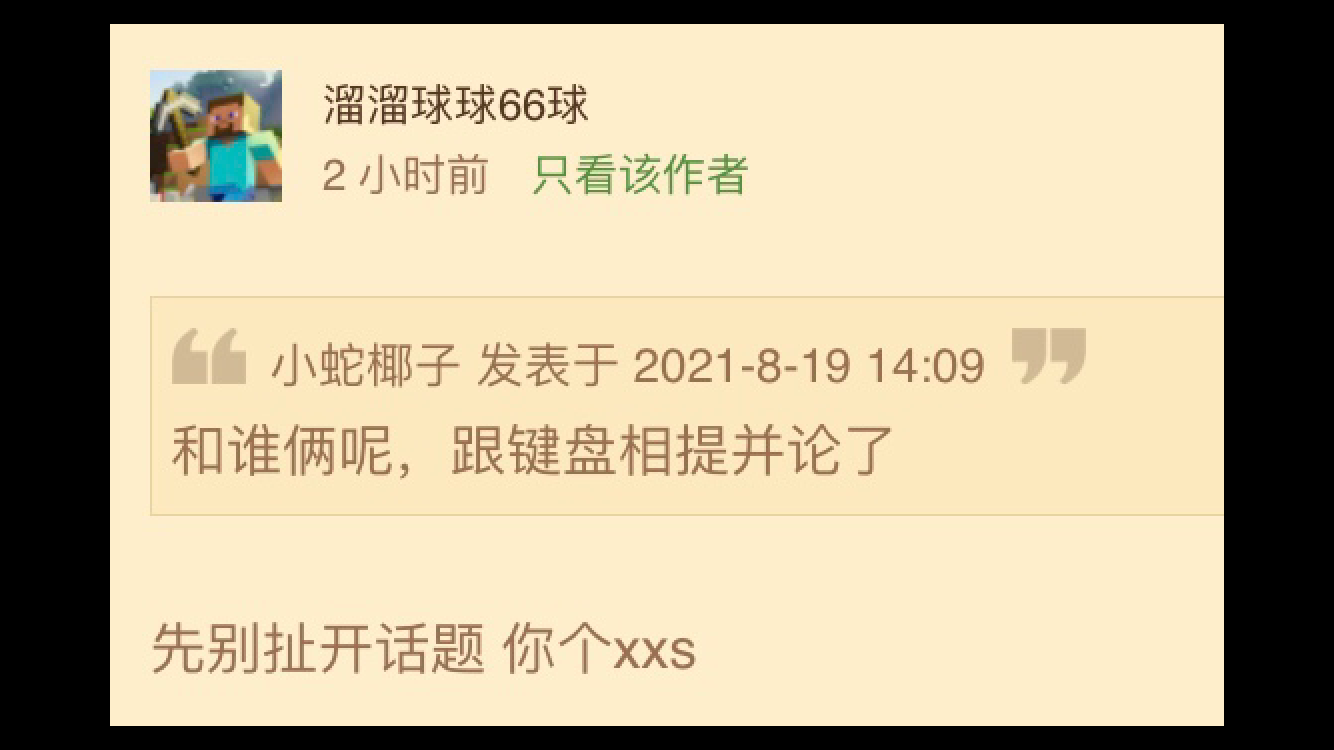 溜溜球球66球
2 小时前 只看该作者
小蛇椰子 发表于 2021-8-19 14:09
和谁俩呢，跟键盘相提并论了
先别扯开话题 你个xxs